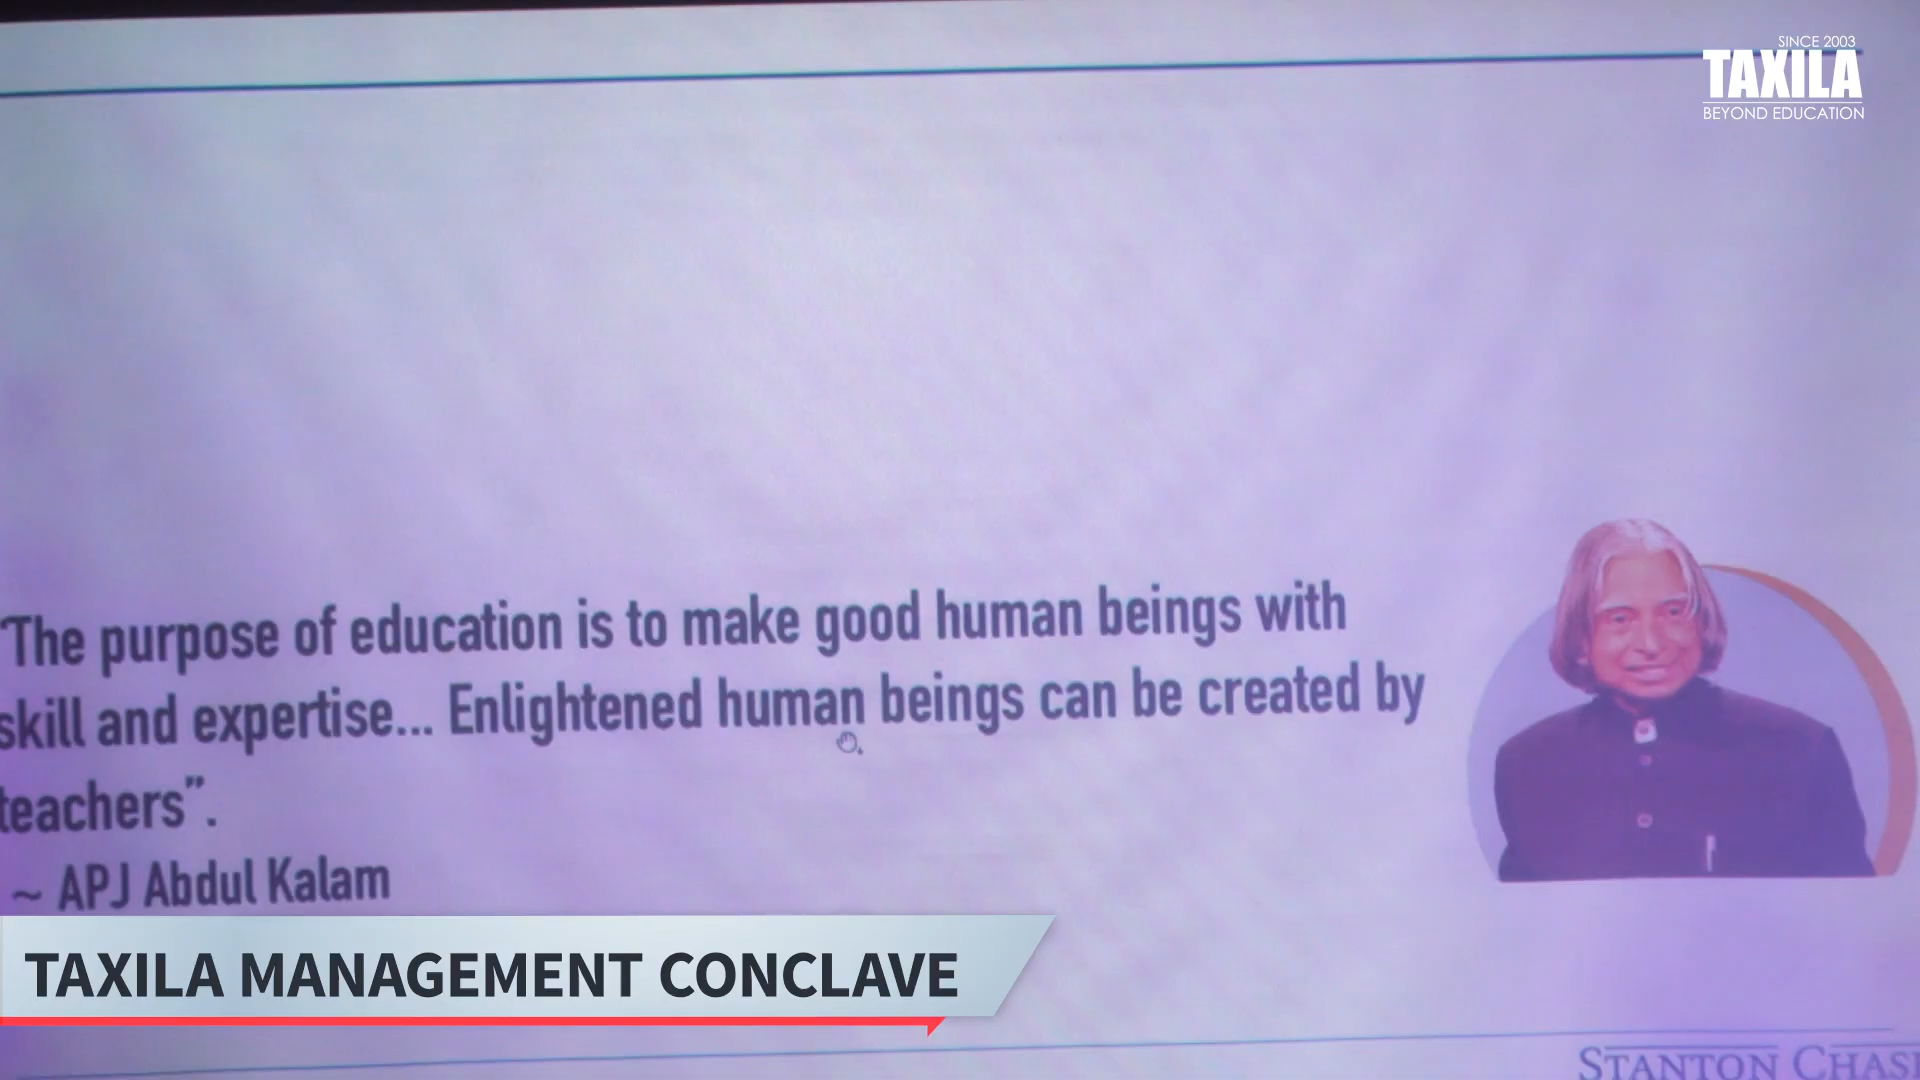 SINCE 2003
TAXILA
BEYOND EDUCATION
"The purpose of education is to make good human beings with
skill and expertise... Enlightened human beings can be created by
teachers".
~ APJ Abdul Kalam
TAXILA MANAGEMENT CONCLAVE
STANTON